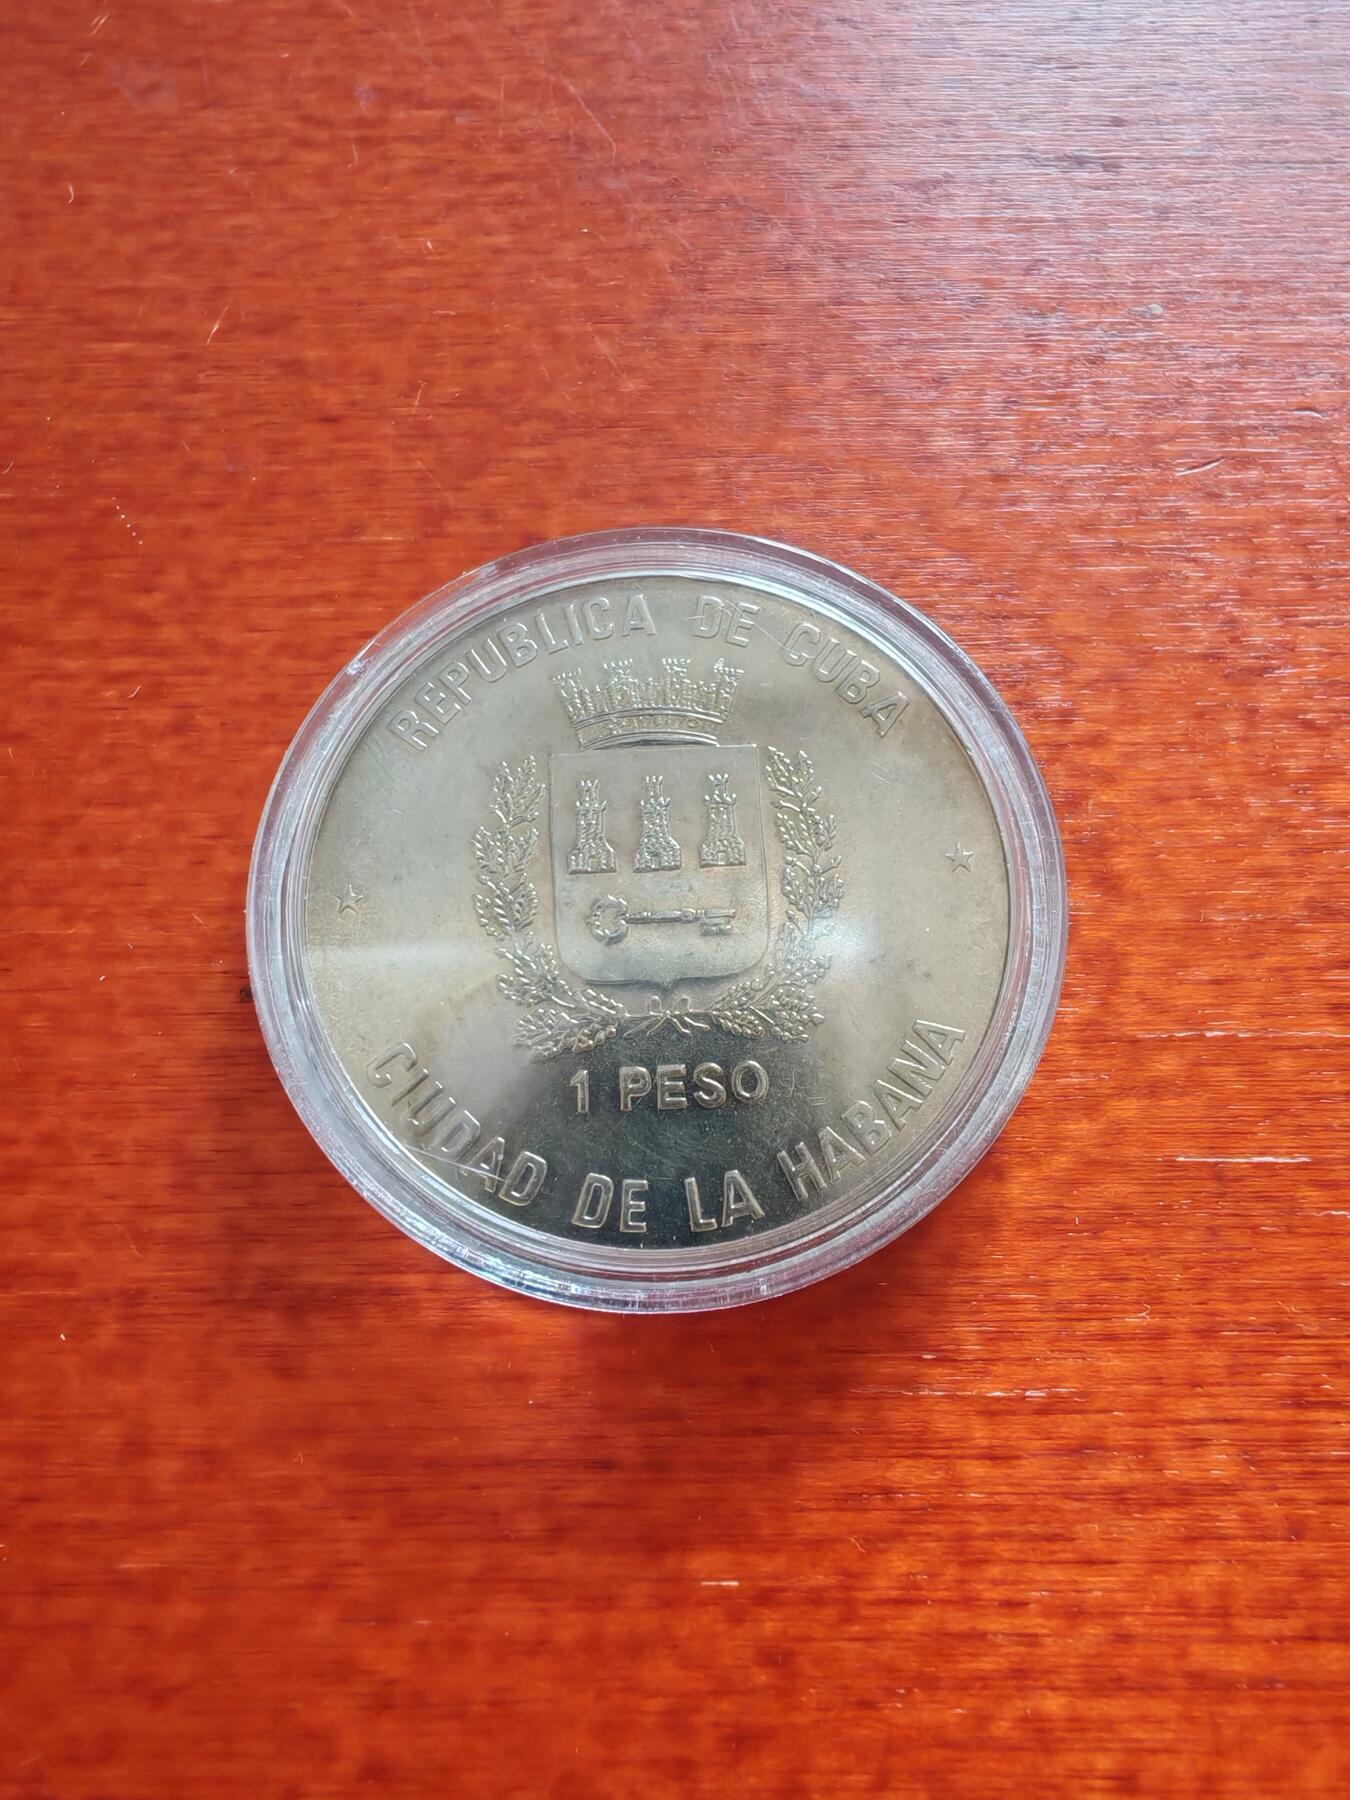 REPUBLICA DE CUBA
1 PESO
CIUDAD DE LA HABANA